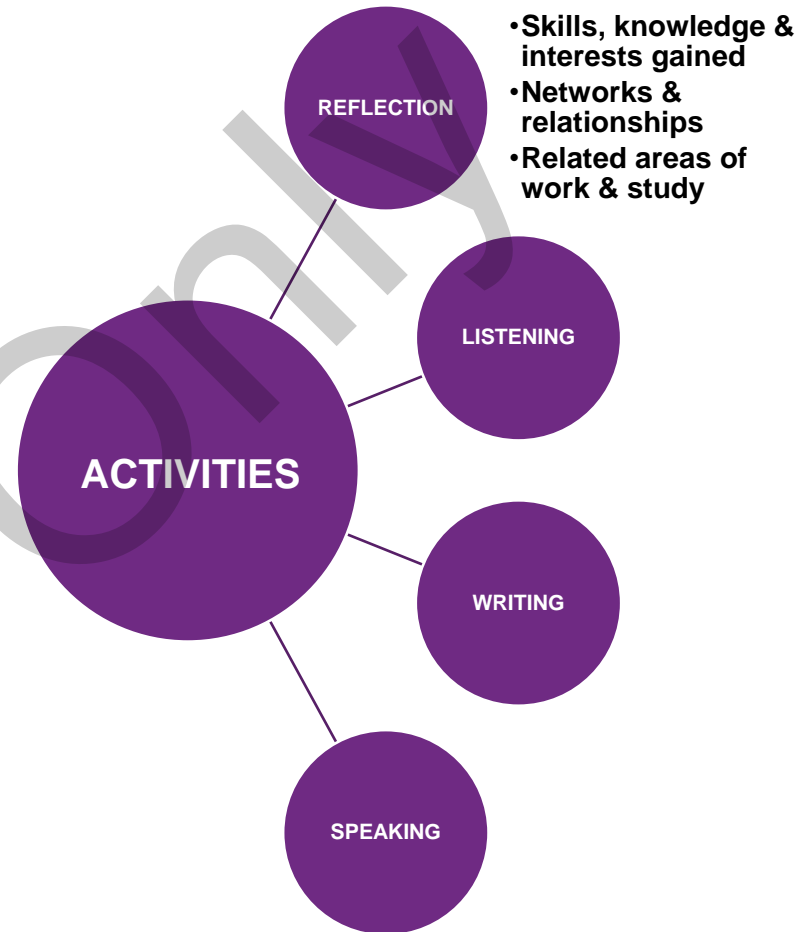 REFLECTION
•Skills, knowledge &
interests gained
•Networks &
relationships
•Related areas of
work & study
LISTENING
ACTIVITIES
WRITING
SPEAKING
Only